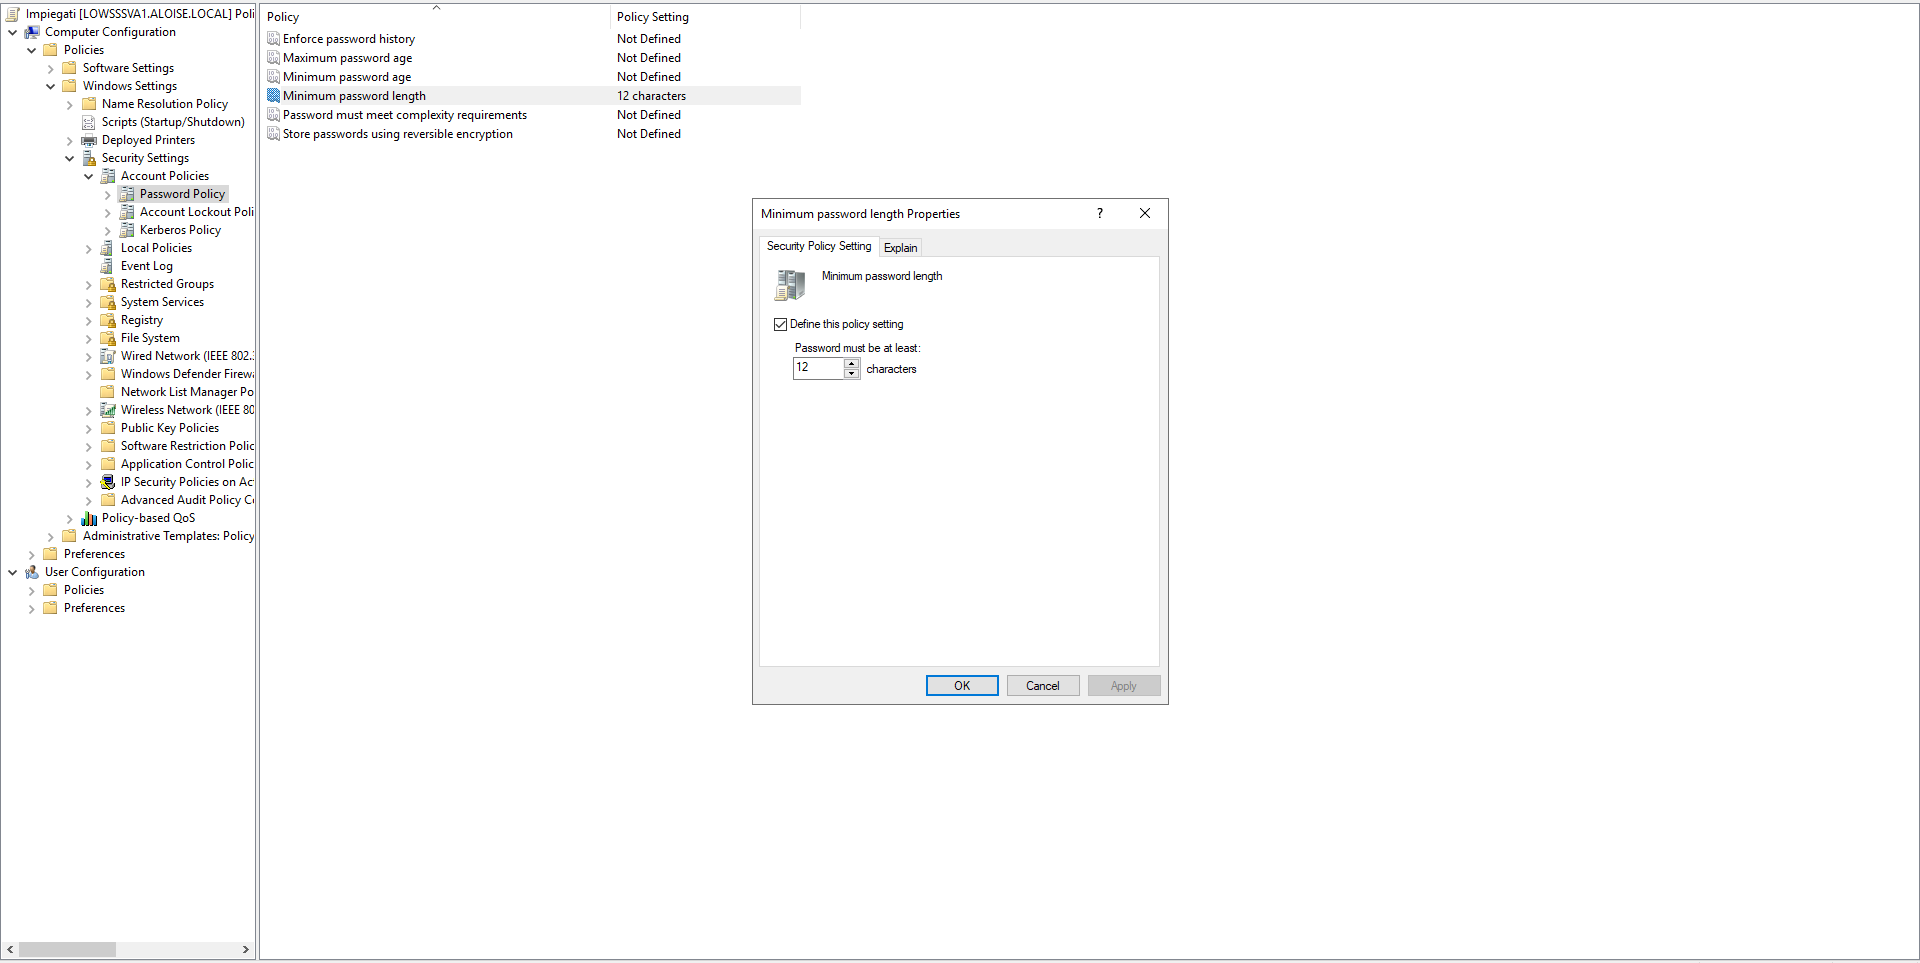 Impiegati [LOWSSSVA1.ALOISE.LOCAL] Poli
Computer Configuration
Policies
Software Settings
Windows Settings
Name Resolution Policy
Scripts (Startup/Shutdown)
Deployed Printers
Security Settings
Account Policies
Password Policy
Account Lockout Poli
Kerberos Policy
Local Policies
Event Log
Restricted Groups
System Services
Registry
File System
Wired Network (IEEE 802.3
Windows Defender Firewa
Network List Manager Po
Wireless Network (IEEE 80
Public Key Policies
Software Restriction Polic
Application Control Polic
IP Security Policies on Ac
Advanced Audit Policy Co
Policy-based QoS
Administrative Templates: Policy
Preferences
User Configuration
Policies
Preferences
Policy Policy Setting
Enforce password history Not Defined
Maximum password age Not Defined
Minimum password age Not Defined
Minimum password length 12 characters
Password must meet complexity requirements Not Defined
Store passwords using reversible encryption Not Defined
Minimum password length Properties ?
Security Policy Setting Explain
Minimum password length
Define this policy setting
Password must be at least:
12 characters
OK Cancel Apply